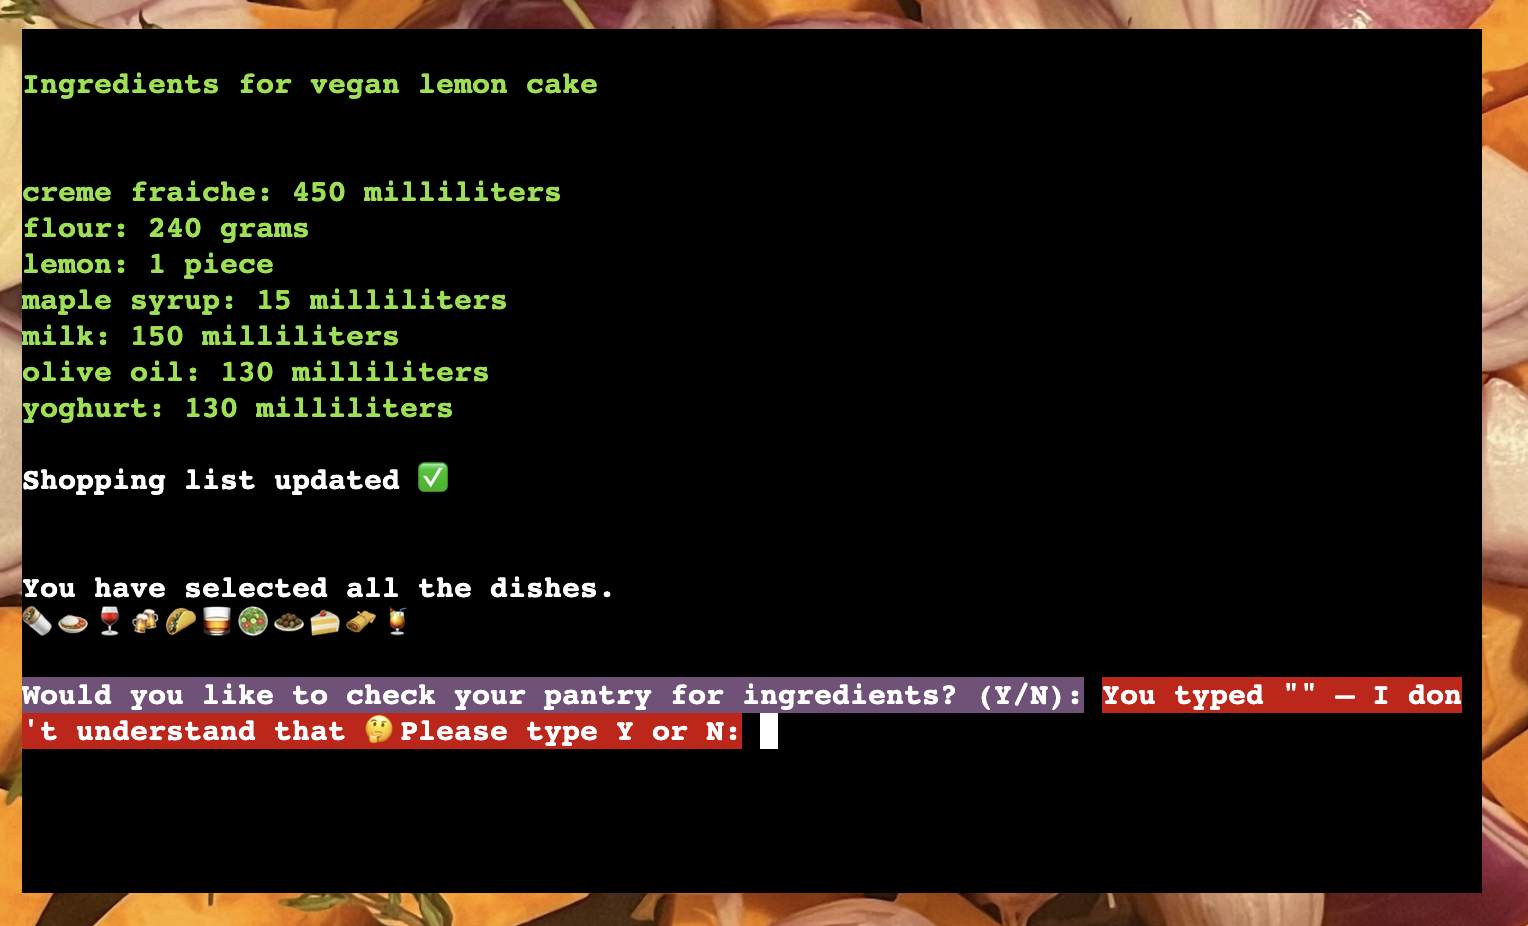 Ingredients for vegan lemon cake
creme fraiche: 450 milliliters
flour: 240 grams
lemon: 1 piece
maple syrup: 15 milliliters
milk: 150 milliliters
olive oil: 130 milliliters
yoghurt: 130 milliliters
Shopping list updated ✅
You have selected all the dishes.
🌯🍛🍷🍻🌮🥃🥗🧆🍰🫔🍹
Would you like to check your pantry for ingredients? (Y/N): You typed "" – I don
't understand that 🤔Please type Y or N: